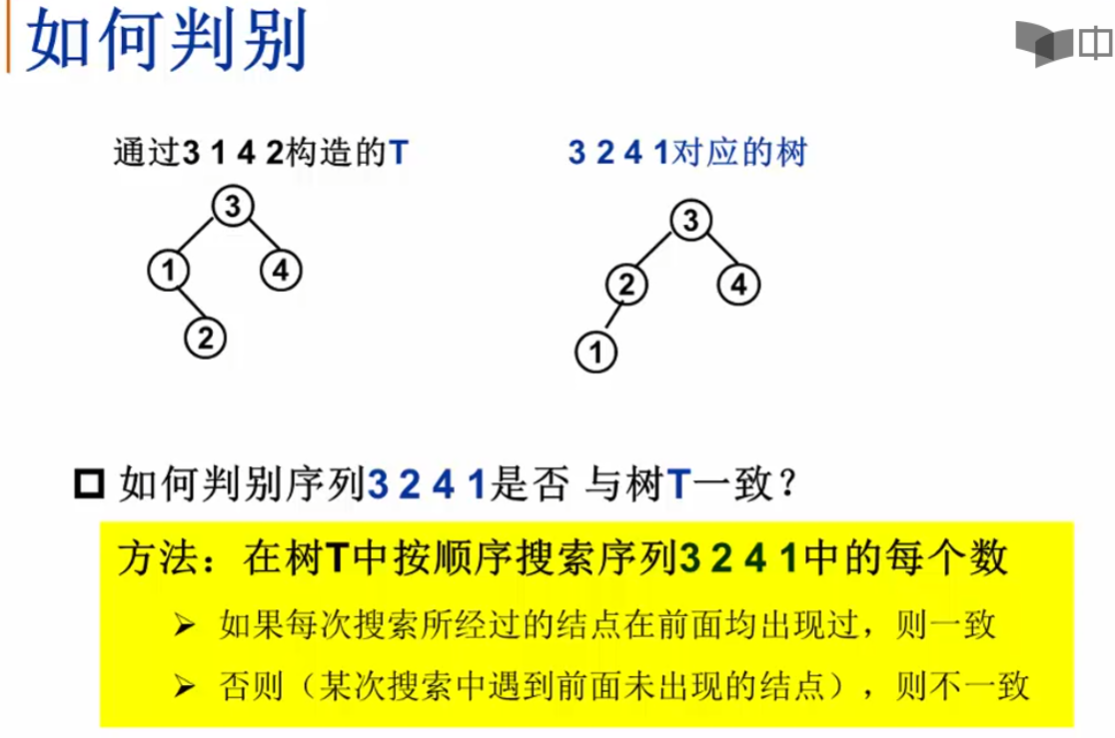 如何判别
中
通过3 1 4 2构造的T
3 2 4 1对应的树
3
1
4
2
3
2
4
1
如何判别序列3 2 4 1是否 与树T一致？
方法：在树T中按顺序搜索序列3 2 4 1中的每个数
如果每次搜索所经过的结点在前面均出现过，则一致
否则（某次搜索中遇到前面未出现的结点），则不一致